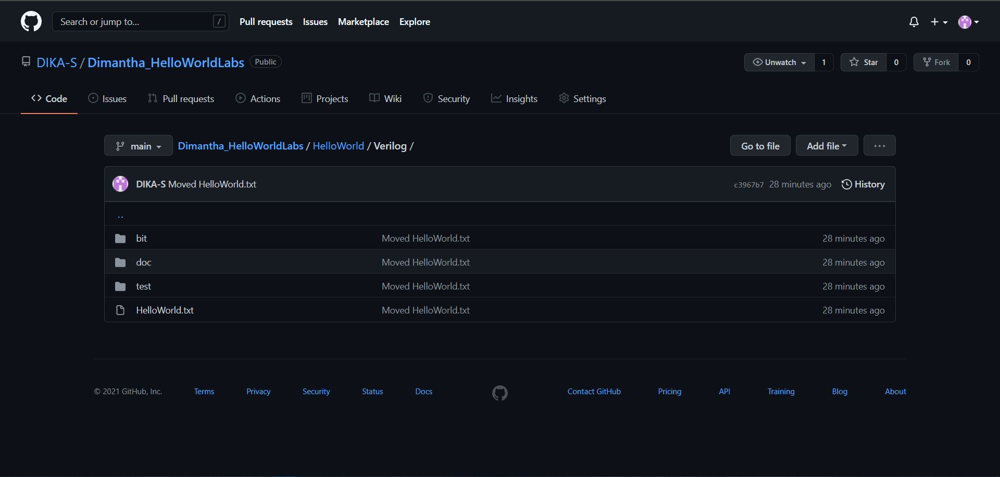 Search or jump to... / Pull requests Issues Marketplace Explore
DIKA-S / Dimantha_HelloWorldLabs Public Unwatch 1 Star 0 Fork 0
Code Issues Pull requests Actions Projects Wiki Security Insights Settings
main Dimantha_HelloWorldLabs / HelloWorld / Verilog / Go to file Add file ...
DIKA-S Moved HelloWorld.txt c3967b7 28 minutes ago History
..
bit Moved HelloWorld.txt 28 minutes ago
doc Moved HelloWorld.txt 28 minutes ago
test Moved HelloWorld.txt 28 minutes ago
HelloWorld.txt Moved HelloWorld.txt 28 minutes ago
© 2021 GitHub, Inc. Terms Privacy Security Status Docs Contact GitHub Pricing API Training Blog About